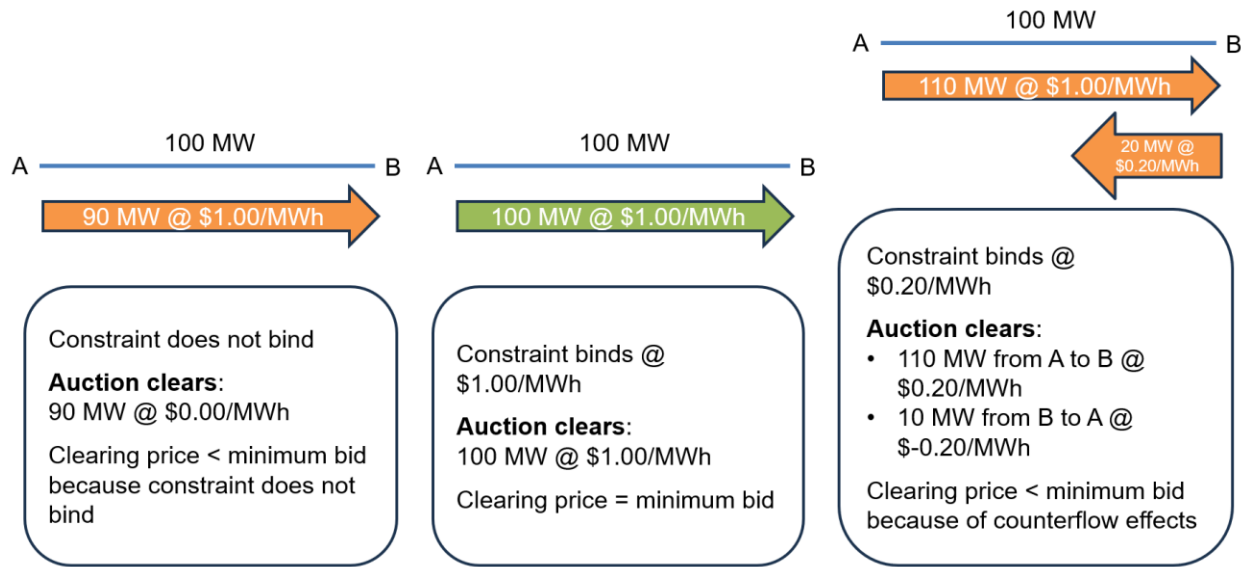 100 MW
A
B
90 MW @ $1.00/MWh
Constraint does not bind
Auction clears:
90 MW @ $0.00/MWh
Clearing price < minimum bid
because constraint does not
bind
100 MW
A
B
100 MW @ $1.00/MWh
Constraint binds @
$1.00/MWh
Auction clears:
100 MW @ $1.00/MWh
Clearing price = minimum bid
100 MW
A
B
110 MW @ $1.00/MWh
20 MW @
$0.20/MWh
Constraint binds @
$0.20/MWh
Auction clears:
• 110 MW from A to B @
$0.20/MWh
• 10 MW from B to A @
$-0.20/MWh
Clearing price < minimum bid
because of counterflow effects